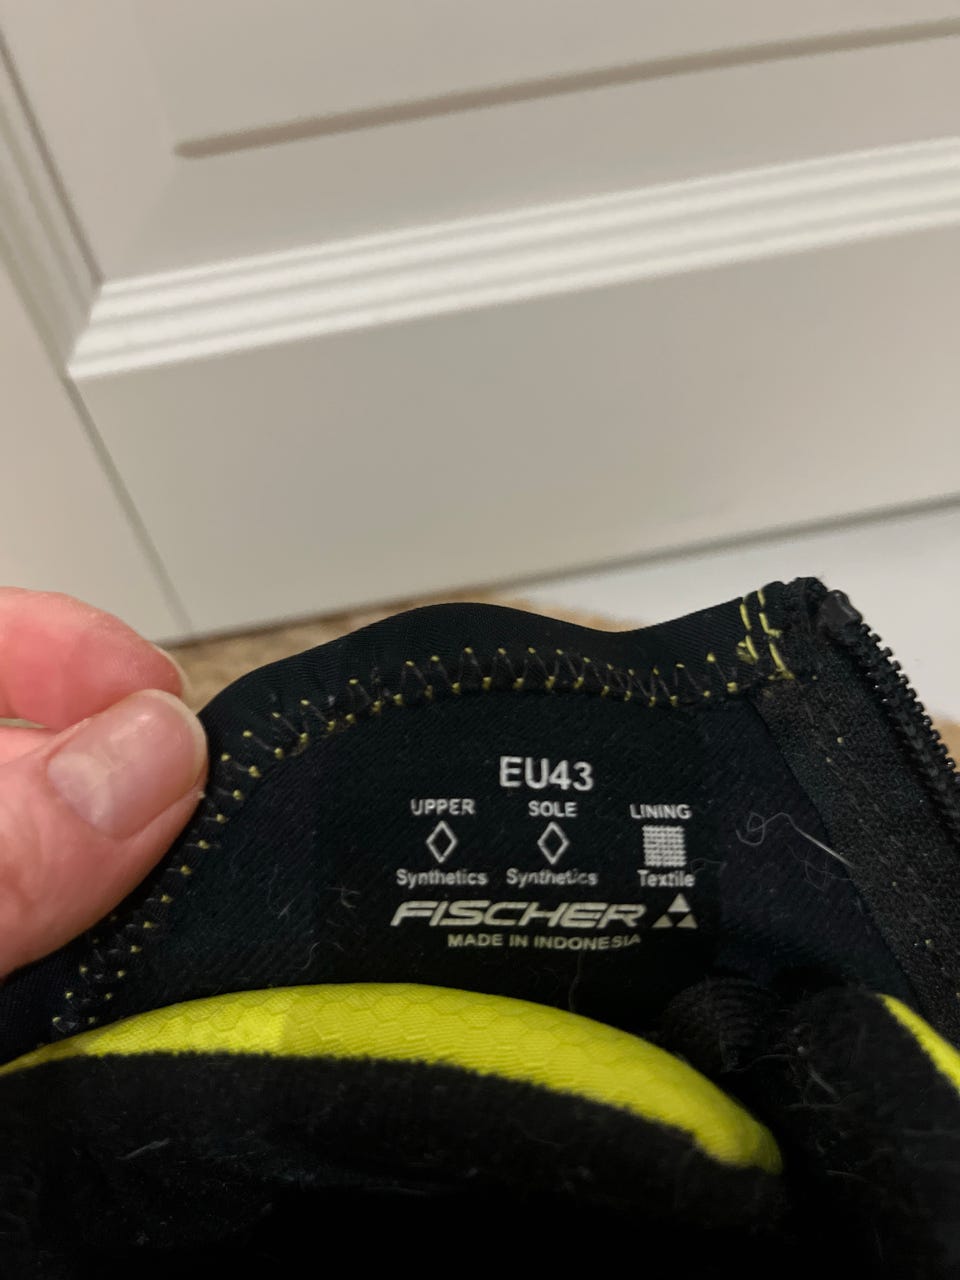 EU43
UPPER SOLE LINING
Synthetics Synthetics Textile
FISCHER
MADE IN INDONESIA